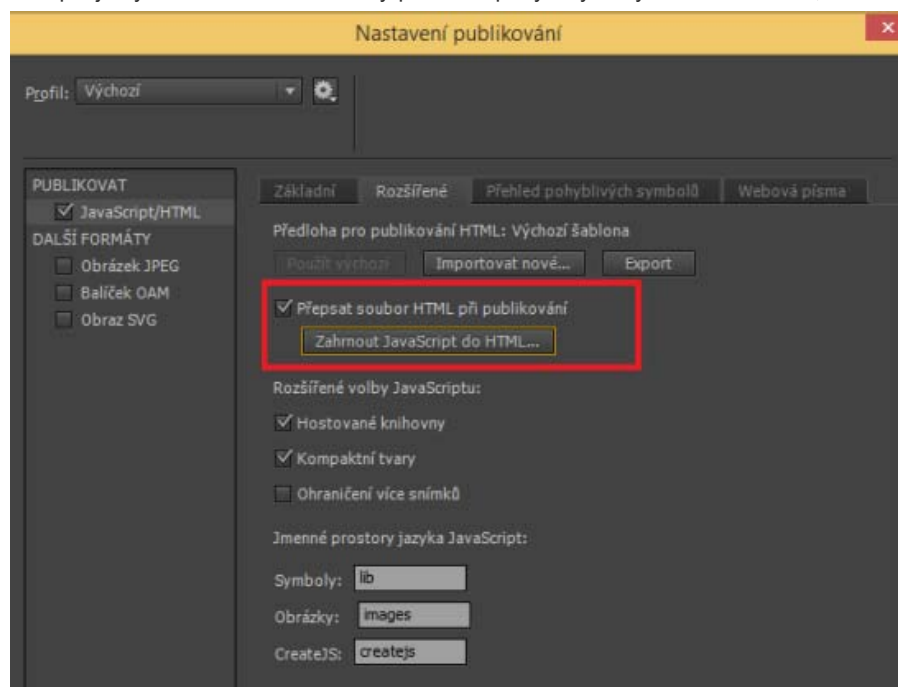 Nastavení publikování
Profil: Výchozí
PUBLIKOVAT
JavaScript/HTML
DALŠÍ FORMÁTY
Obrázek JPEG
Balíček OAM
Obraz SVG
Základní Rozšířené Přehled pohyblivých symbolů Webová písma
Předloha pro publikování HTML: Výchozí šablona
Použít výchozí Importovat nové... Export
Přepsat soubor HTML při publikování
Zahrnout JavaScript do HTML...
Rozšířené volby JavaScriptu:
Hostované knihovny
Kompaktní tvary
Ohraničení více snímků
Jmenné prostory jazyka JavaScript:
Symboly: lib
Obrázky: images
CreateJS: createjs